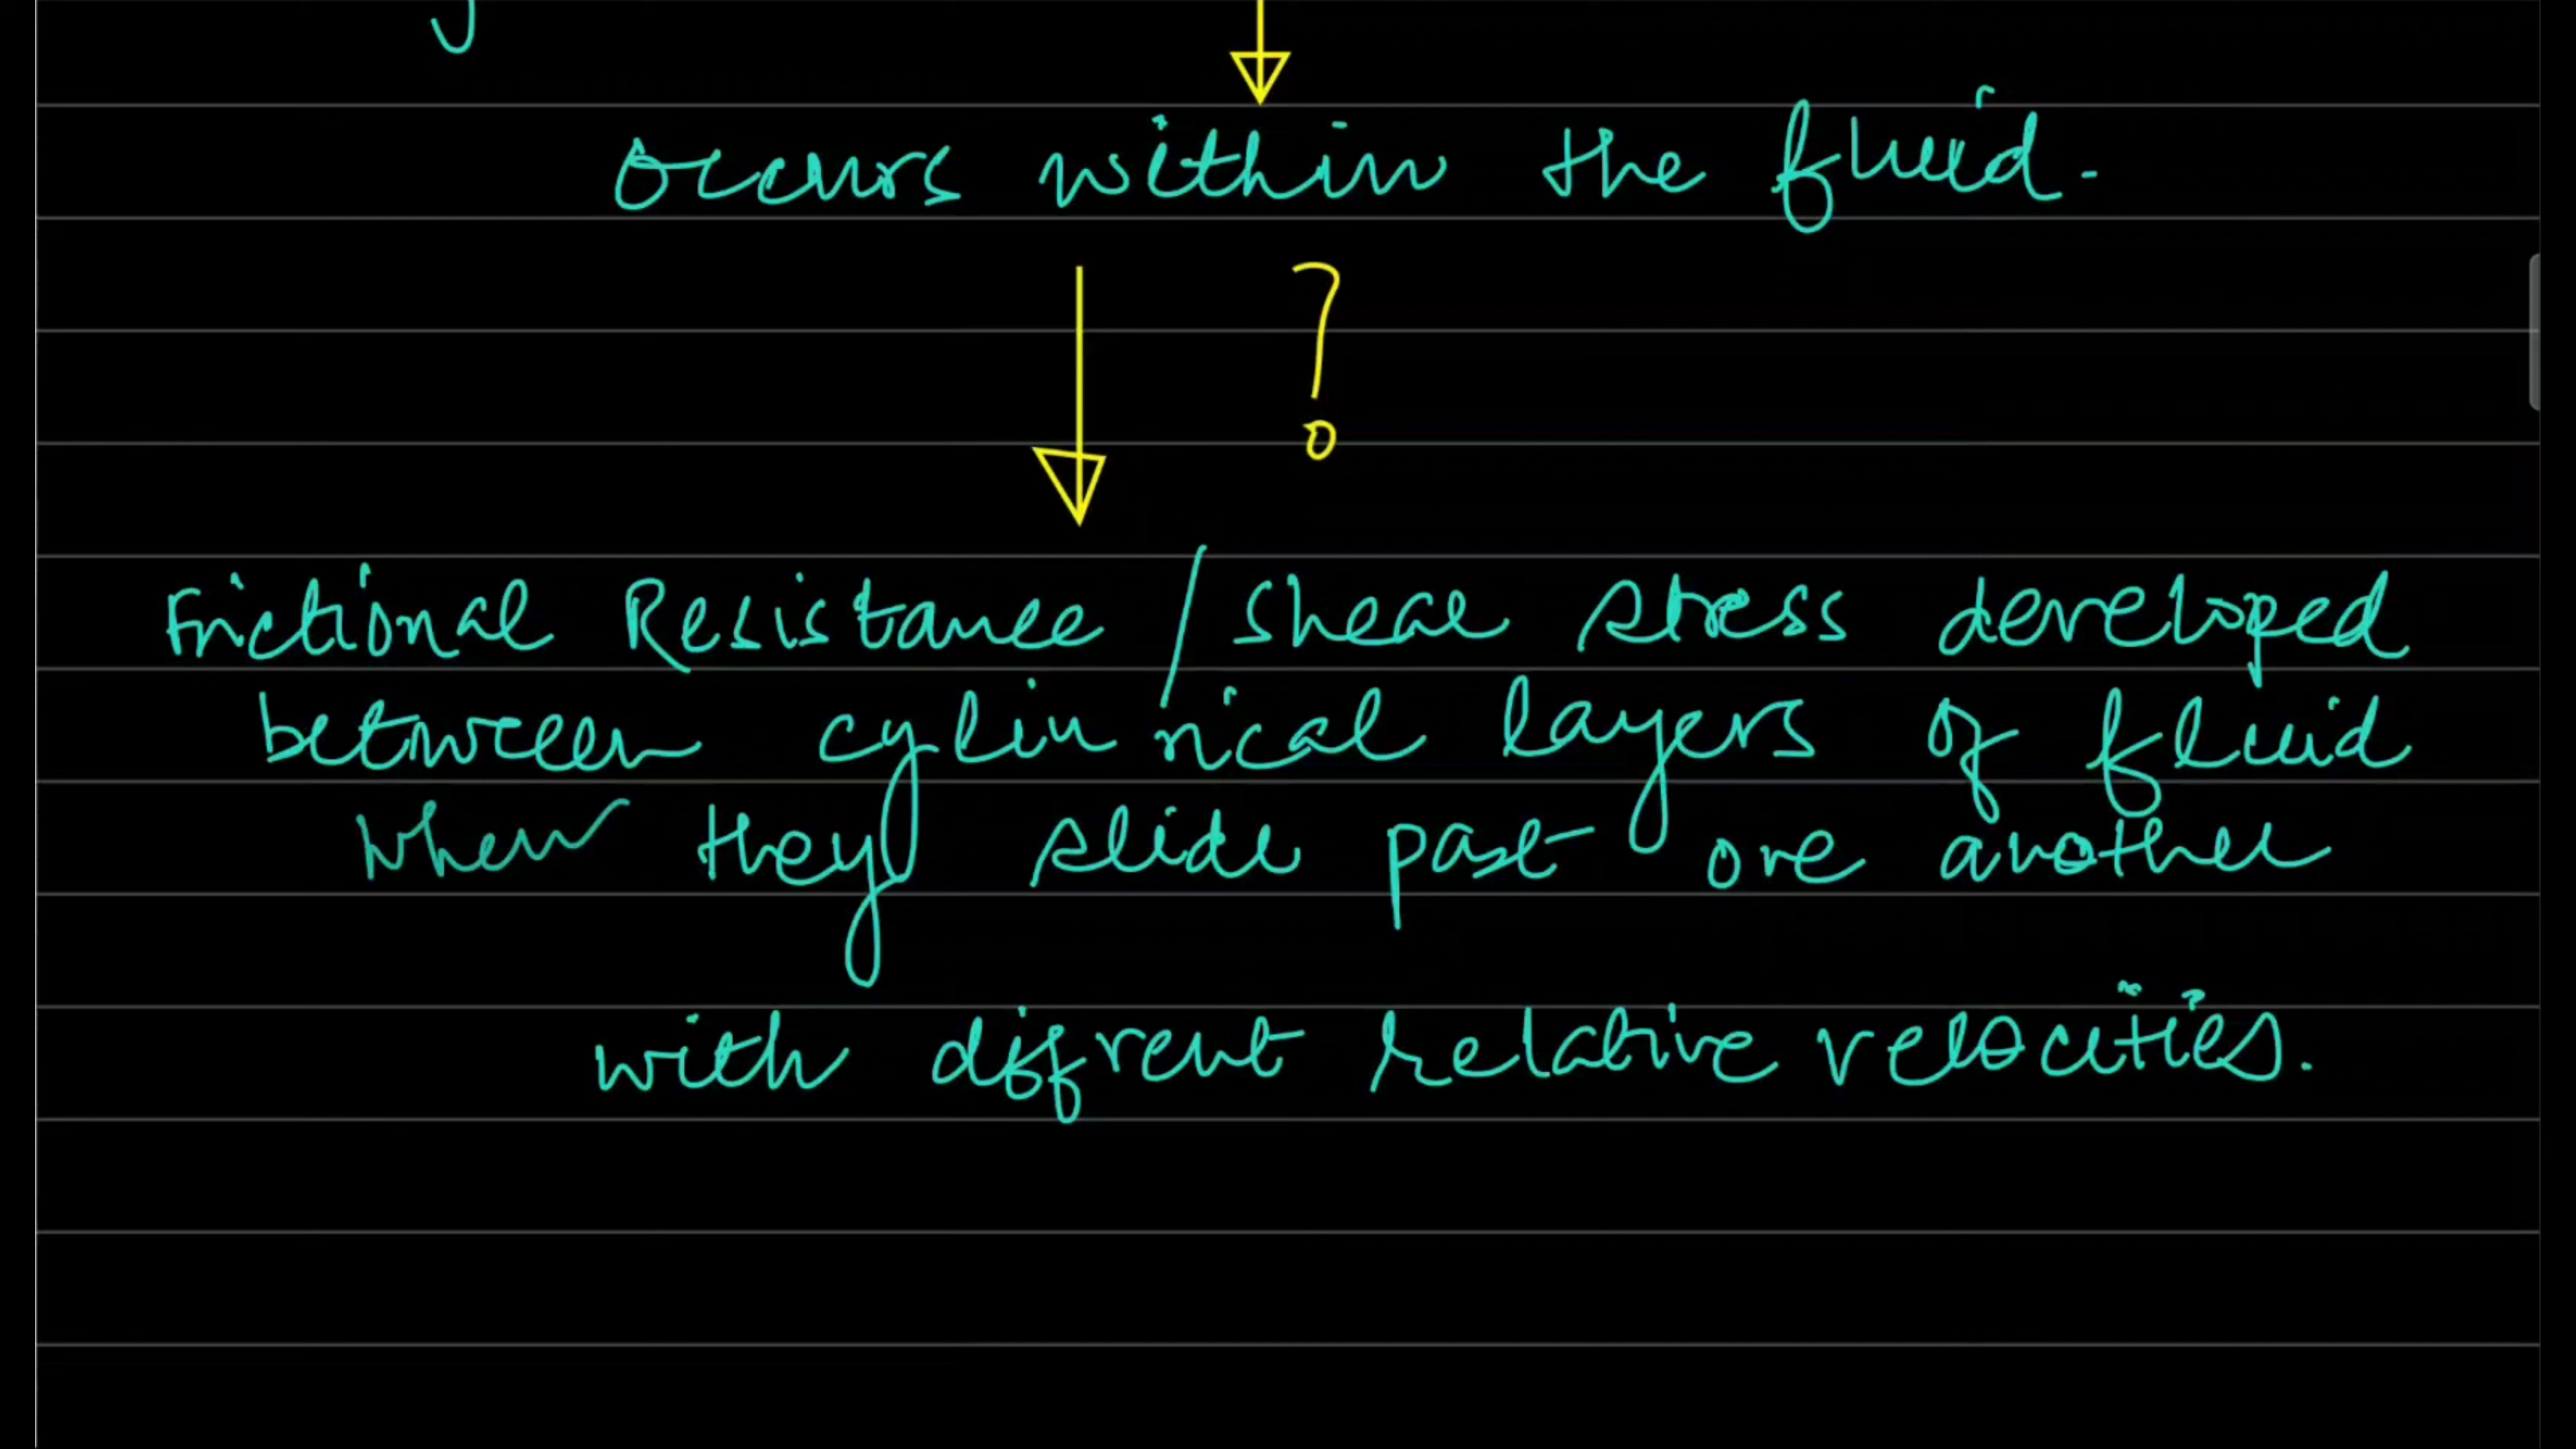 occurs within the fluid.
?
Frictional Resistance / shear stress developed
between cylinrical layers of fluid
when they slide past one another
with diffrent relative velocities.